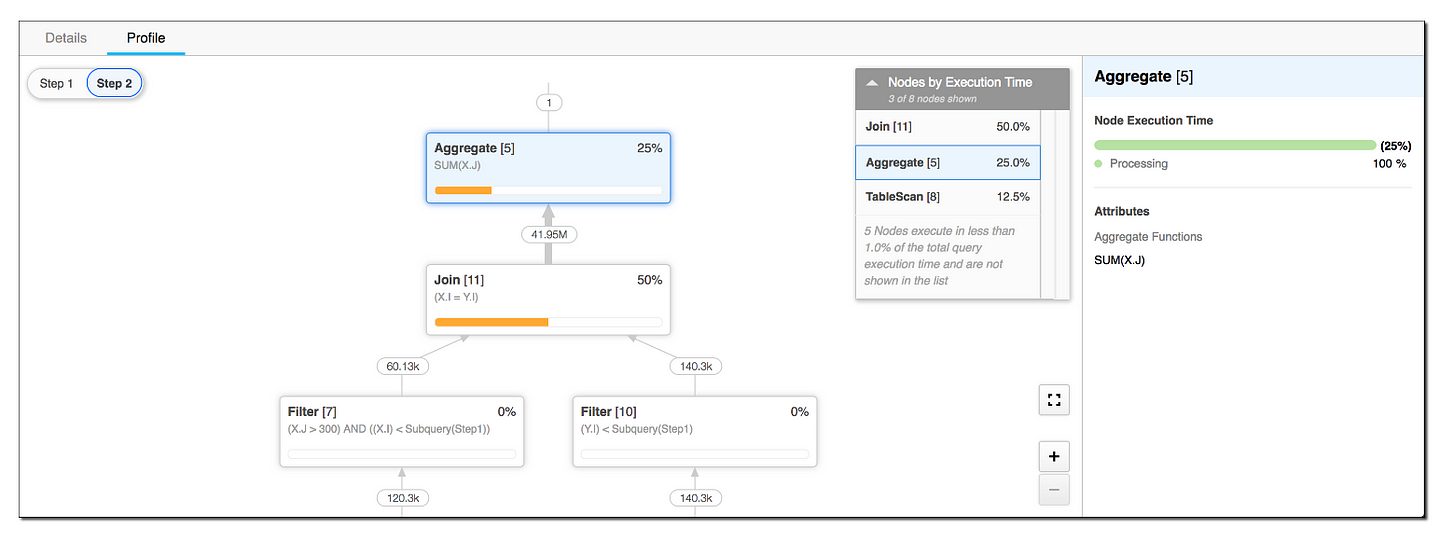 Details
Profile
Step 1
Step 2
1
Aggregate [5] 25%
SUM(X.J)
41.95M
Join [11] 50%
(X.I = Y.I)
60.13k
140.3k
Filter [7] 0%
(X.J > 300) AND ((X.I) < Subquery(Step1))
Filter [10] 0%
(Y.I) < Subquery(Step1)
120.3k
140.3k
Nodes by Execution Time
3 of 8 nodes shown
Join [11] 50.0%
Aggregate [5] 25.0%
TableScan [8] 12.5%
5 Nodes execute in less than
1.0% of the total query
execution time and are not
shown in the list
+
−
Aggregate [5]
Node Execution Time
(25%)
Processing 100 %
Attributes
Aggregate Functions
SUM(X.J)